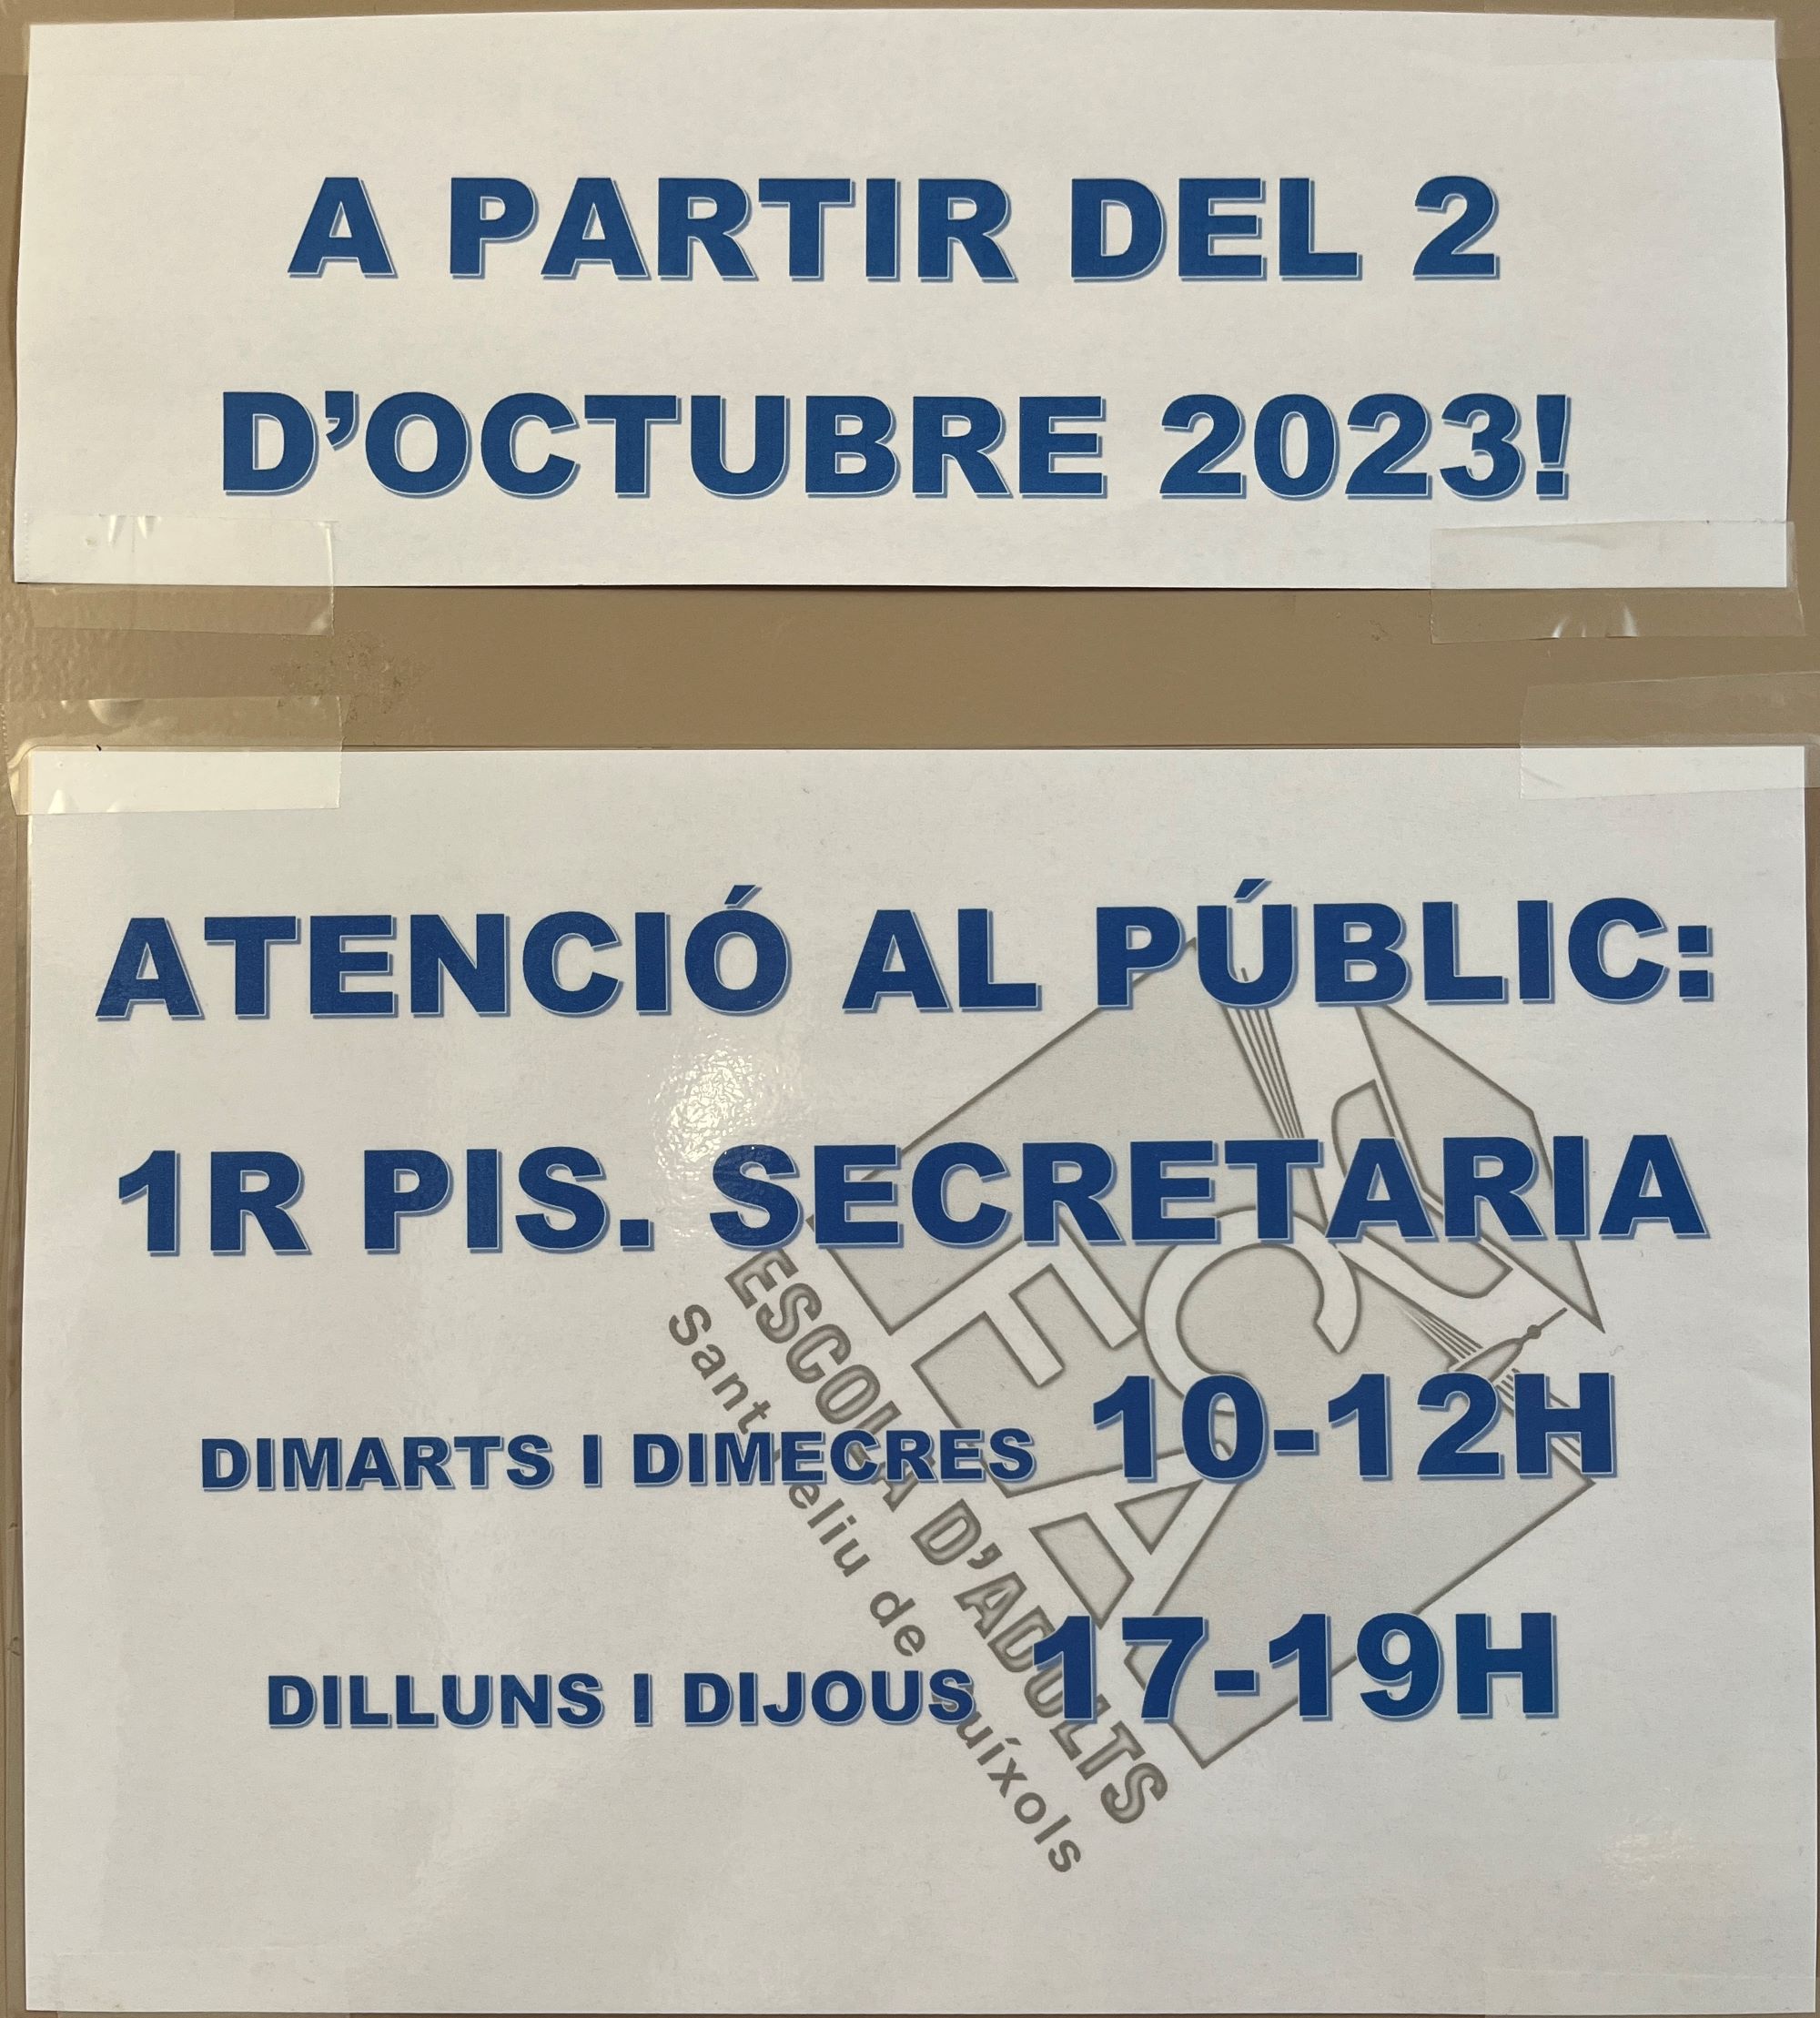 A PARTIR DEL 2
D’OCTUBRE 2023!
ATENCIÓ AL PÚBLIC:
1R PIS. SECRETARIA
DIMARTS I DIMECRES 10-12H
DILLUNS I DIJOUS 17-19H
ESCOLA D’ADULTS
Sant Feliu de Guíxols